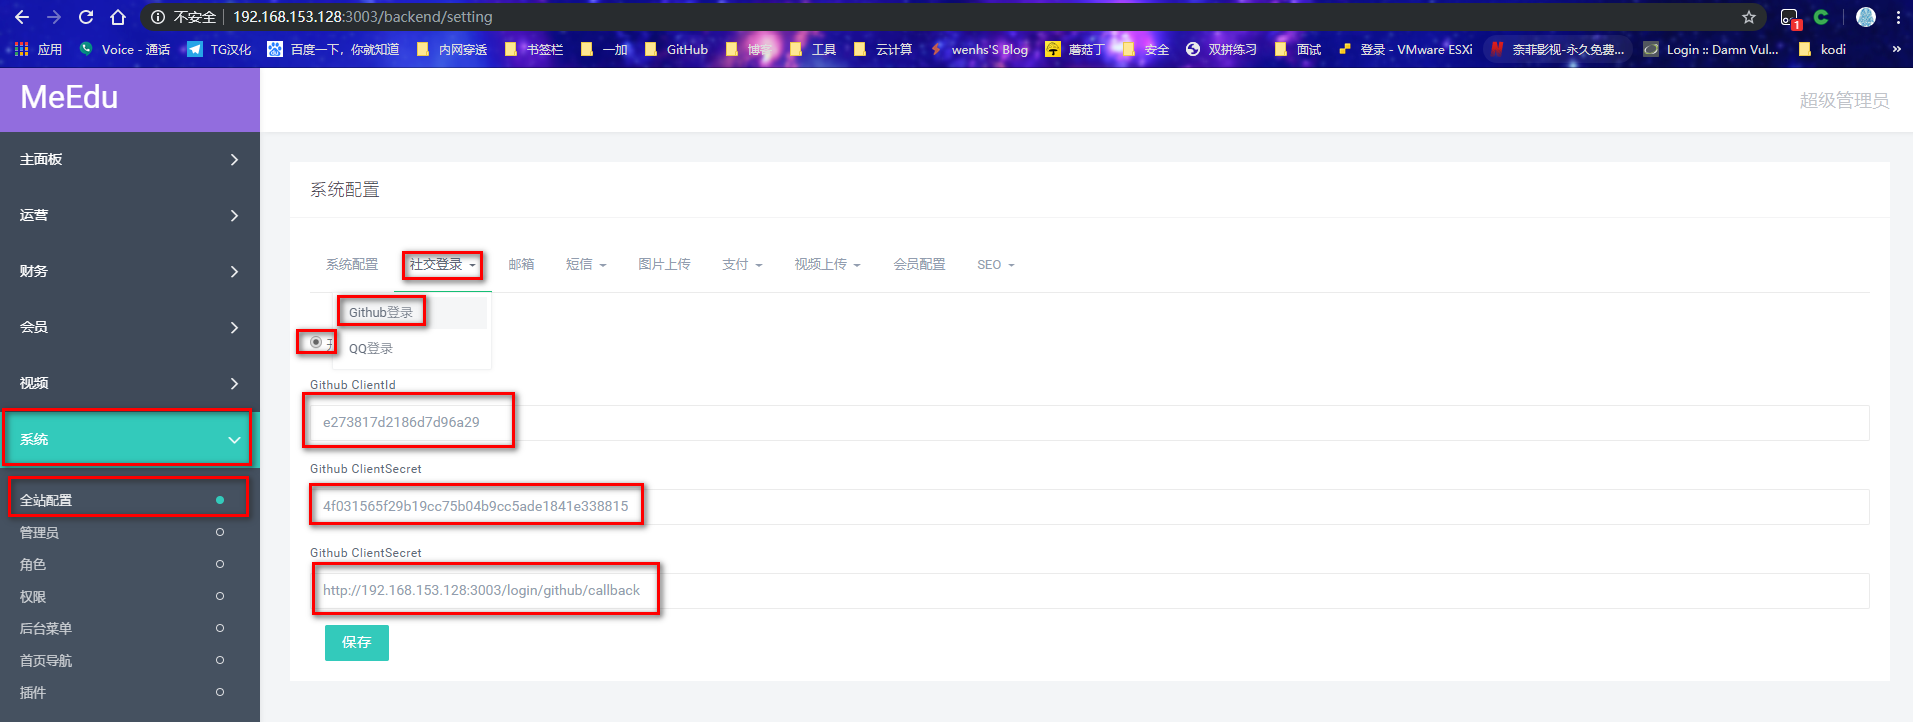 不安全 192.168.153.128:3003/backend/setting
1
应用 Voice - 通话 TG汉化 百度一下，你就知道 内网穿透 书签栏 一加 GitHub 博客 工具 云计算 wenhs'S Blog 蘑菇丁 安全 双拼练习 面试 登录 - VMware ESXi 奈菲影视-永久免费... Login :: Damn Vul... kodi »
MeEdu
超级管理员
主面板
运营
财务
会员
视频
系统
全站配置
管理员
角色
权限
后台菜单
首页导航
插件
系统配置
系统配置 社交登录 邮箱 短信 图片上传 支付 视频上传 会员配置 SEO
Github登录
QQ登录
Github ClientId
e273817d2186d7d96a29
Github ClientSecret
4f031565f29b19cc75b04b9cc5ade1841e338815
Github ClientSecret
http://192.168.153.128:3003/login/github/callback
保存